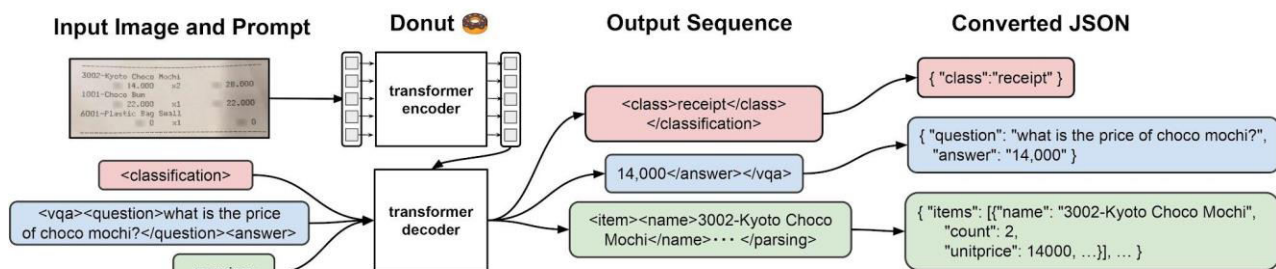 Input Image and Prompt
Donut 🍩
Output Sequence
Converted JSON
3002-Kyoto Choco Mochi
14.000 x2 28.000
1001-Choco Bun
22.000 x1 22.000
6001-Plastic Bag Small
0 x1 0
transcriber
encoder
<class>receipt</class>
</classification>
{ "class":"receipt" }
<classification>
<vqa><question>what is the price
of choco mochi?</question><answer>
transformer
decoder
14,000</answer></vqa>
{ "question": "what is the price of choco mochi?",
"answer": "14,000" }
<item><name>3002-Kyoto Choco
Mochi</name>··· </parsing>
{ "items": [{"name": "3002-Kyoto Choco Mochi",
"count": 2,
"unitprice": 14000, …}], … }